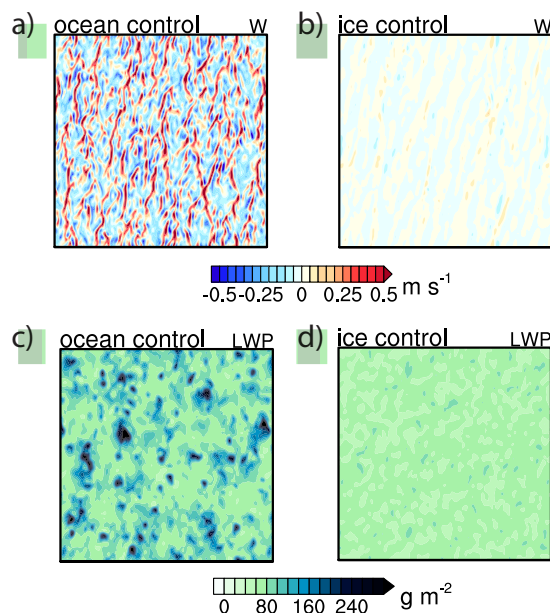 a) ocean control W
b) ice control W
-0.5 -0.25 0 0.25 0.5 m s⁻¹
c) ocean control LWP
d) ice control LWP
0 80 160 240 g m⁻²